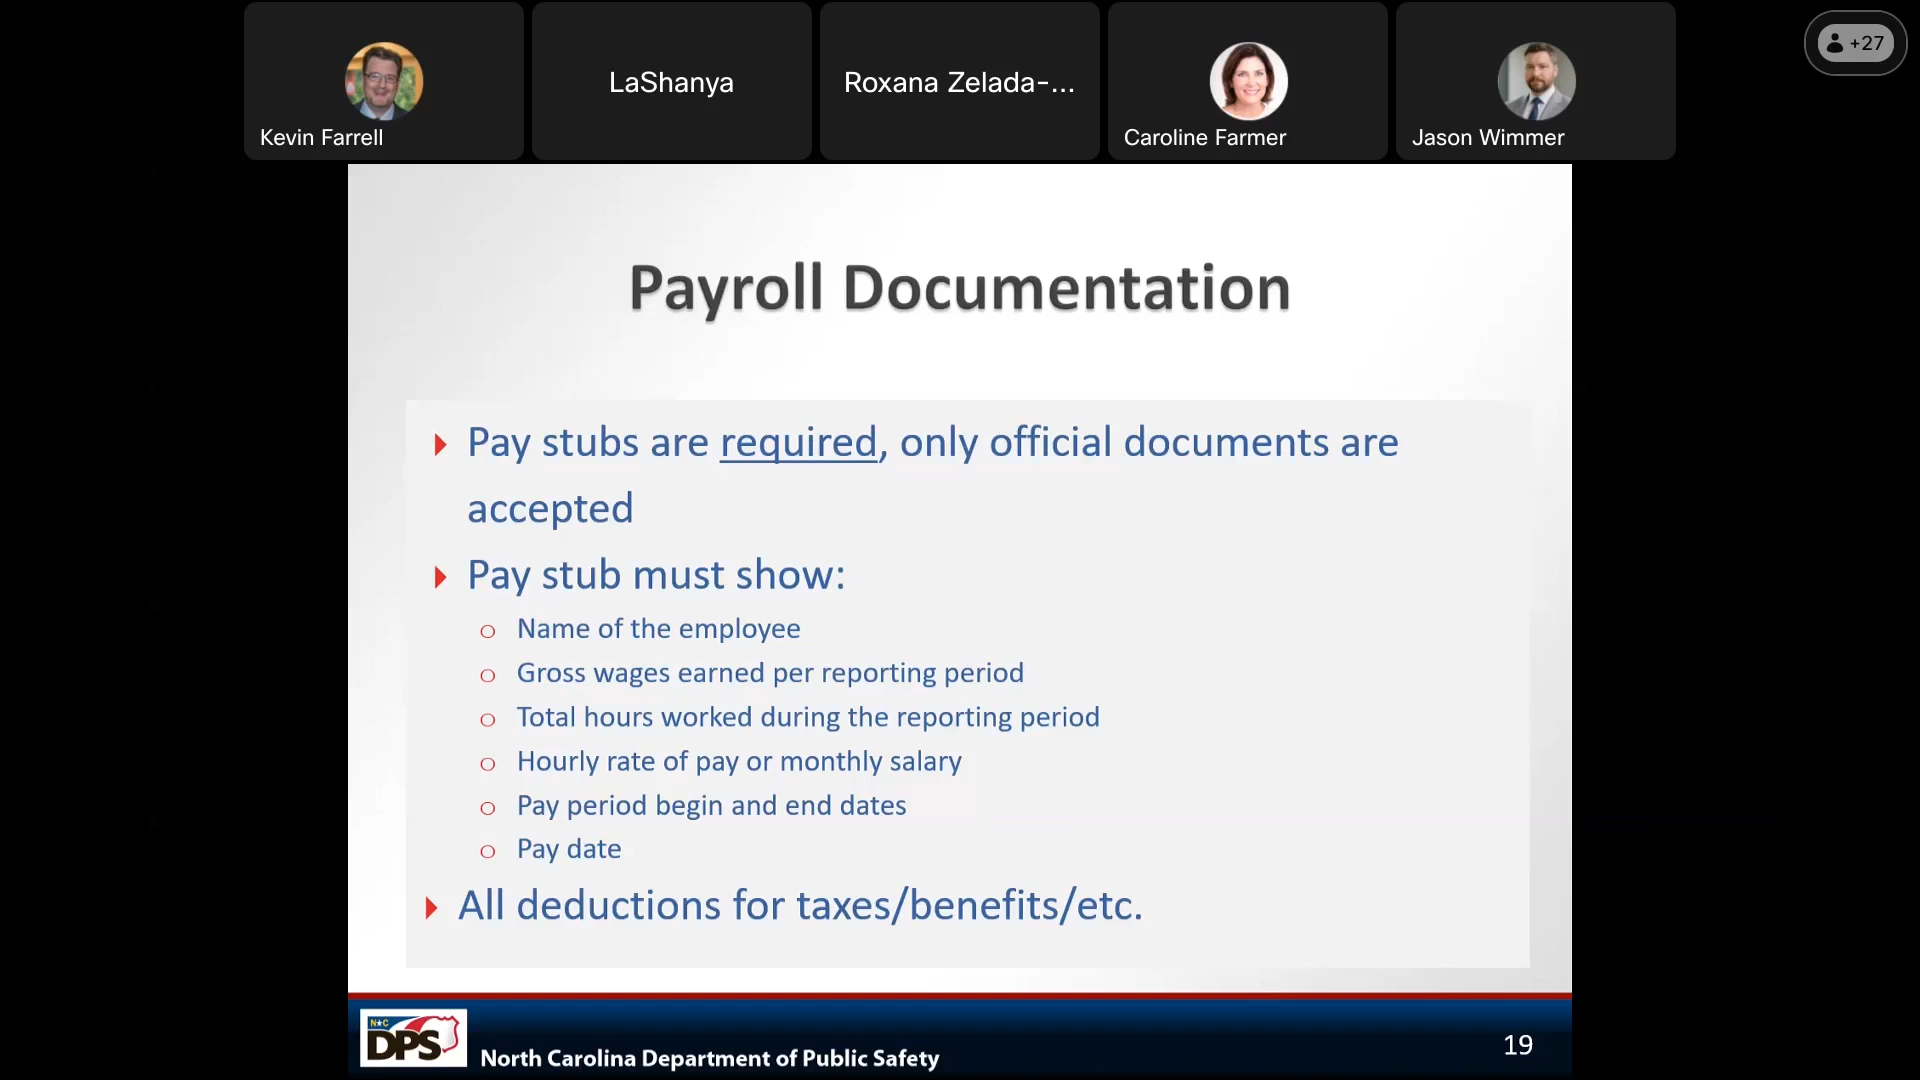 Kevin Farrell
LaShanya
Roxana Zelada-...
Caroline Farmer
Jason Wimmer
+27
Payroll Documentation
Pay stubs are required, only official documents are
accepted
Pay stub must show:
Name of the employee
Gross wages earned per reporting period
Total hours worked during the reporting period
Hourly rate of pay or monthly salary
Pay period begin and end dates
Pay date
All deductions for taxes/benefits/etc.
N★C
DPS
North Carolina Department of Public Safety
19